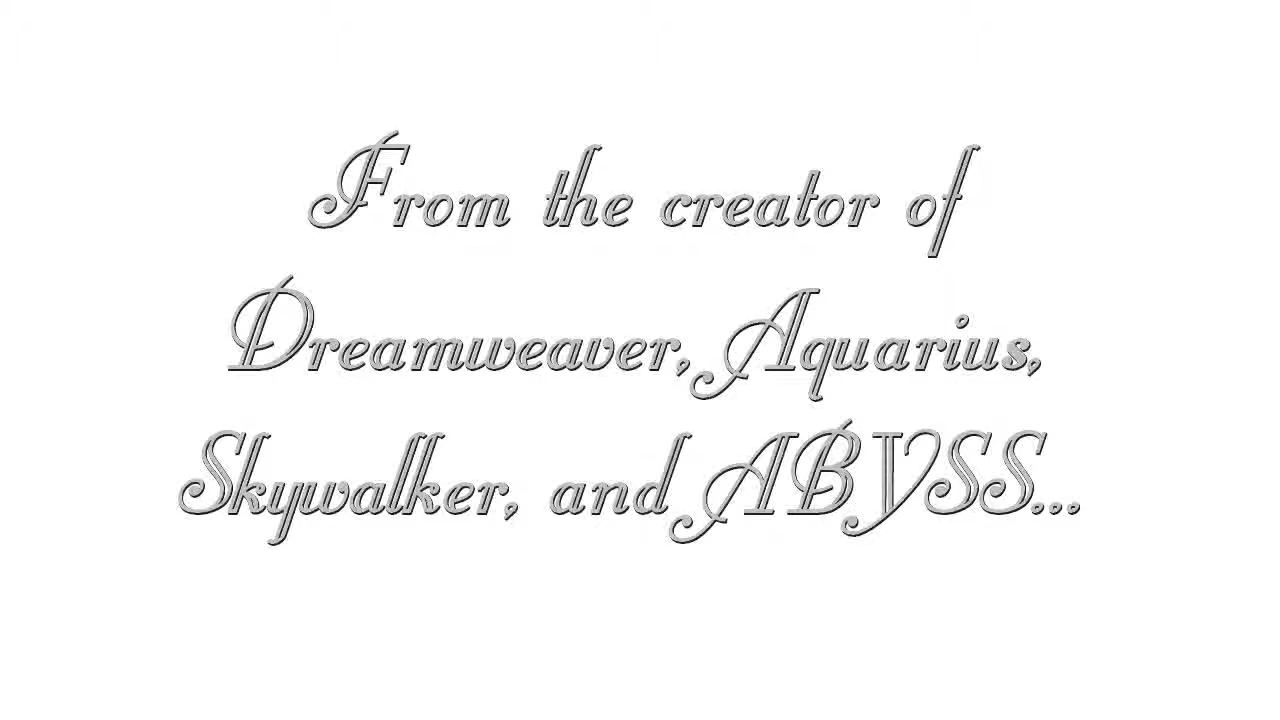 From the creator of
Dreamweaver, Aquarius,
Skywalker, and ABYSS...